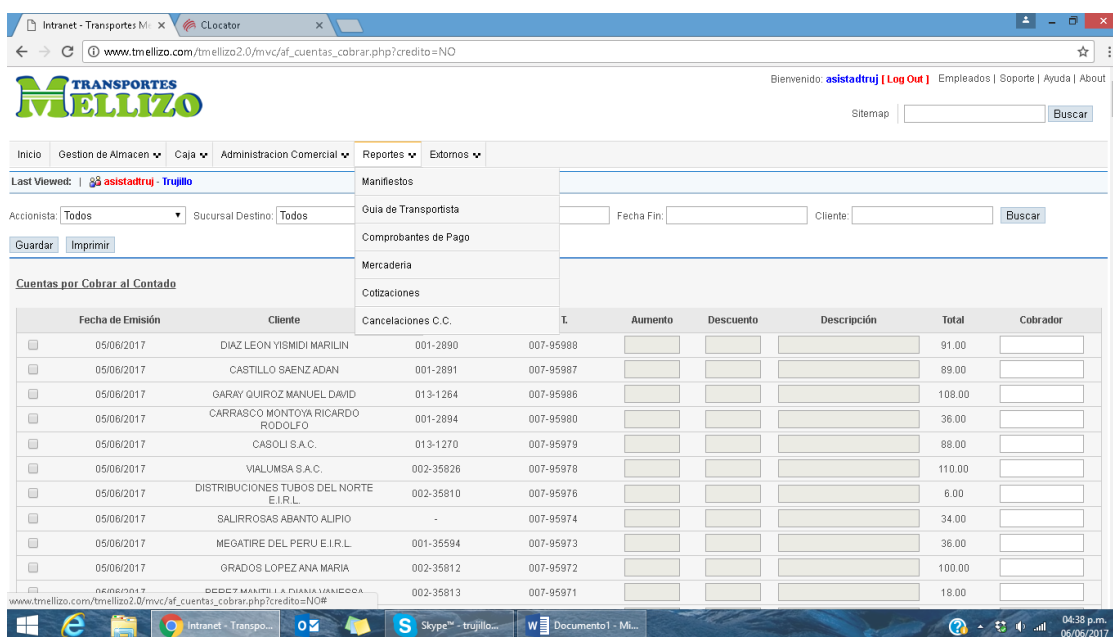 Intranet - Transportes M
CLocator
www.tmellizo.com/tmellizo2.0/mvc/af_cuentas_cobrar.php?credito=NO
TRANSPORTES
MELLIZO
Bienvenido: asistadtruj [ Log Out ] Empleados | Soporte | Ayuda | About
Sitemap Buscar
Inicio Gestion de Almacen Caja Administracion Comercial Reportes Extornos
Last Viewed: | asistadtruj - Trujillo
Manifiestos
Guia de Transportista
Comprobantes de Pago
Mercaderia
Cotizaciones
Cancelaciones C.C.
Accionista: Todos Sucursal Destino: Todos Fecha Fin: Cliente: Buscar
Guardar Imprimir
Cuentas por Cobrar al Contado
Fecha de Emisión Cliente T. Aumento Descuento Descripción Total Cobrador
05/06/2017 DIAZ LEON YISMIDI MARILIN 001-2890 007-95988 91.00
05/06/2017 CASTILLO SAENZ ADAN 001-2891 007-95987 89.00
05/06/2017 GARAY QUIROZ MANUEL DAVID 013-1264 007-95986 108.00
05/06/2017 CARRASCO MONTOYA RICARDO RODOLFO 001-2894 007-95980 36.00
05/06/2017 CASOLI S.A.C. 013-1270 007-95979 88.00
05/06/2017 VIALUMSA S.A.C. 002-35826 007-95978 110.00
05/06/2017 DISTRIBUCIONES TUBOS DEL NORTE E.I.R.L. 002-35810 007-95976 6.00
05/06/2017 SALIRROSAS ABANTO ALIPIO - 007-95974 34.00
05/06/2017 MEGATIRE DEL PERU E.I.R.L. 001-35594 007-95973 36.00
05/06/2017 GRADOS LOPEZ ANA MARIA 002-35812 007-95972 100.00
05/06/2017 PEREZ MANTILLA DIANA VANESSA 002-35813 007-95971 18.00
www.tmellizo.com/tmellizo2.0/mvc/af_cuentas_cobrar.php?credito=NO#
Intranet - Transpo... Skype™ - trujillo... Documento1 - Mi... 04:38 p.m.
06/06/2017